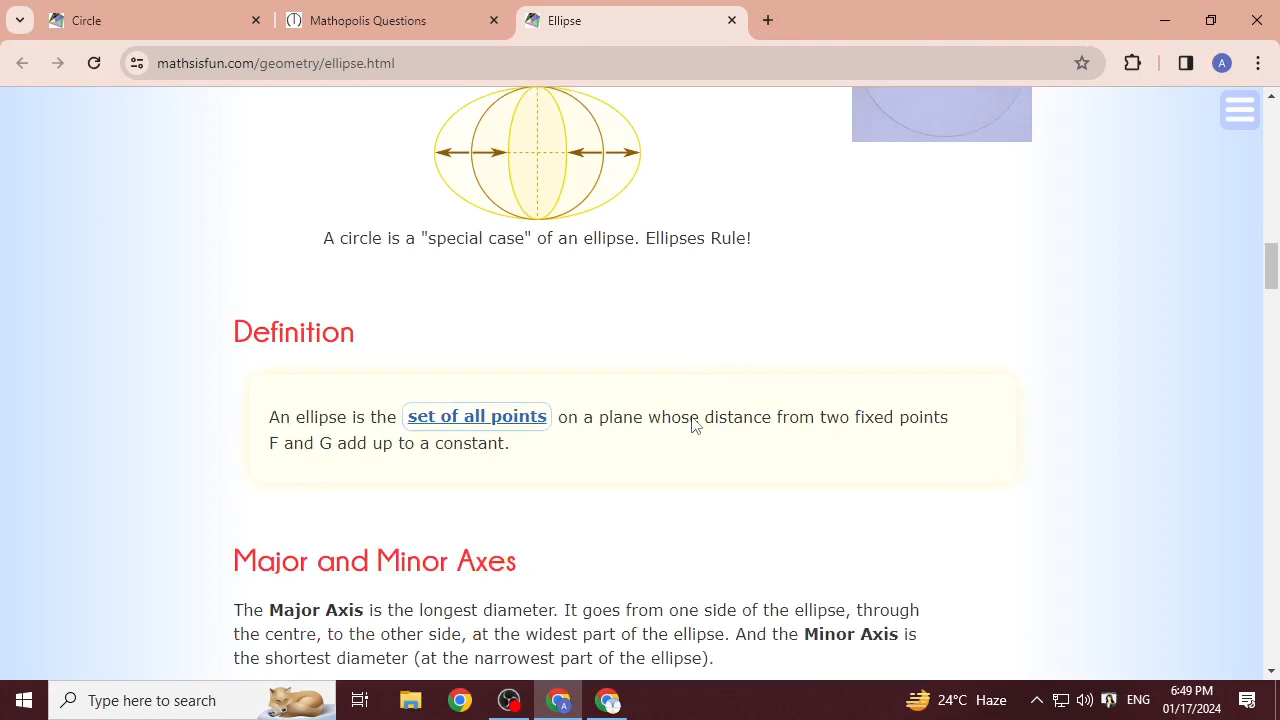 Circle
Mathopolis Questions
Ellipse
mathsisfun.com/geometry/ellipse.html
A
A circle is a "special case" of an ellipse. Ellipses Rule!
Definition
An ellipse is the set of all points on a plane whose distance from two fixed points
F and G add up to a constant.
Major and Minor Axes
The Major Axis is the longest diameter. It goes from one side of the ellipse, through
the centre, to the other side, at the widest part of the ellipse. And the Minor Axis is
the shortest diameter (at the narrowest part of the ellipse).
Type here to search
24°C Haze
ENG
6:49 PM
01/17/2024